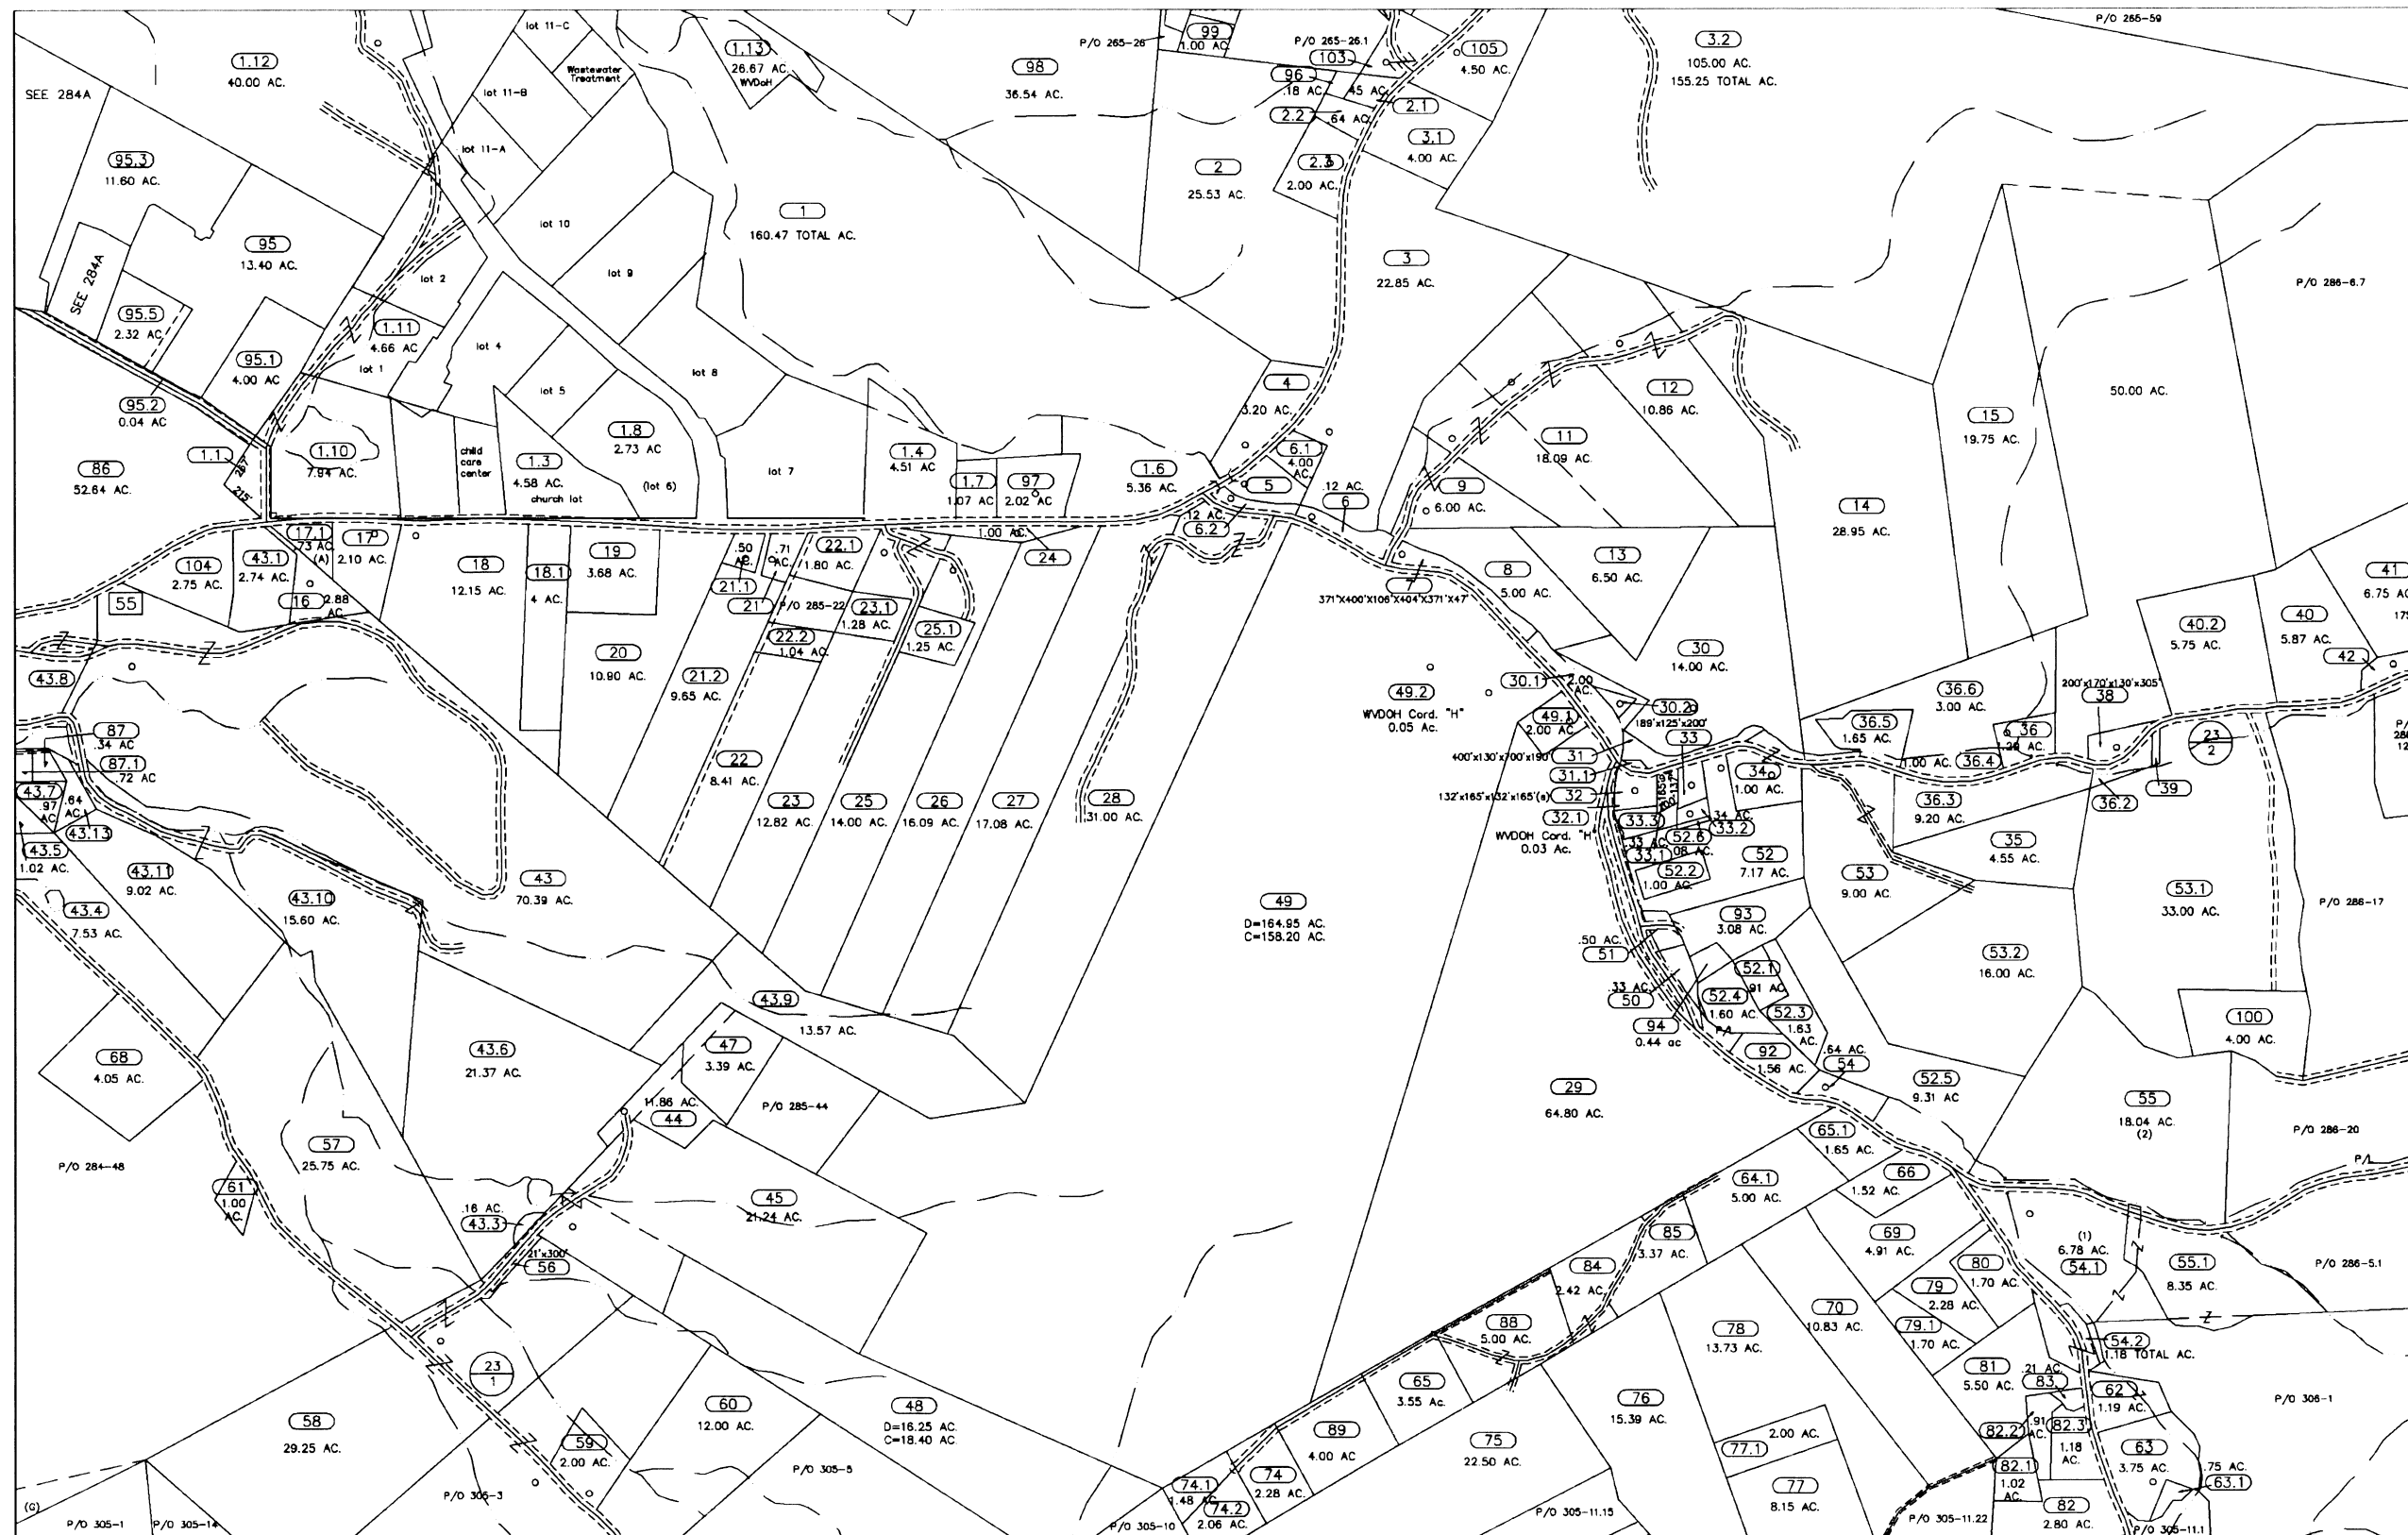 P/O 265-59
lot 11-C
99
1.00 AC.
P/O 265-26
P/O 265-26.1
1.13
26.67 AC.
WVDoH
105
4.50 AC.
3.2
105.00 AC.
155.25 TOTAL AC.
1.12
40.00 AC.
Wastewater
Treatment
98
36.54 AC.
103
96
.18 AC.
.45 AC.
2.1
SEE 284A
lot 11-B
2.2
.64 AC.
3.1
4.00 AC.
95.3
11.60 AC.
lot 11-A
2
25.53 AC.
2.3
2.00 AC.
1
160.47 TOTAL AC.
lot 10
95
13.40 AC.
3
22.85 AC.
lot 2
lot 9
P/O 286-6.7
SEE 284A
95.5
2.32 AC
1.11
4.66 AC
lot 4
95.1
4.00 AC
lot 1
lot 8
lot 5
4
3.20 AC.
12
10.86 AC.
50.00 AC.
95.2
0.04 AC
15
19.75 AC.
1.8
2.73 AC
11
18.09 AC.
1.1
267'
215'
1.10
7.94 AC.
child
care
center
1.3
4.58 AC.
church lot
(lot 6)
lot 7
1.4
4.51 AC
6.1
4.00
AC.
86
52.64 AC.
1.7
1.07 AC
97
2.02 AC
1.6
5.36 AC.
5
.12 AC.
6
9
6.00 AC.
14
28.95 AC.
.12 AC.
6.2
17.1
.73 AC.
(A)
17
2.10 AC.
1.00 AC.
24
19
3.68 AC.
.50
AC.
.71
AC.
22.1
1.80 AC.
13
6.50 AC.
104
2.75 AC.
43.1
2.74 AC.
18
12.15 AC.
18.1
4 AC.
8
5.00 AC.
41
6.75 AC
21.1
21
7
371'X400'X106'X404'X371'X47'
55
16
2.88
AC.
P/O 285-22
23.1
1.28 AC.
40
5.87 AC.
40.2
5.75 AC.
22.2
1.04 AC.
25.1
1.25 AC.
30
14.00 AC.
42
20
10.90 AC.
43.8
21.2
9.65 AC.
49.2
WVDOH Cord. "H"
0.05 Ac.
30.1
2.00
AC.
36.6
3.00 AC.
200'x170'x130'x305'
38
30.2
189'x125'x200'
49.1
2.00 AC.
36.5
1.65 AC.
36
1.29 AC.
23
2
87
.34 AC
33
400'x130'x700'x190'
31
1.00 AC.
36.4
87.1
.72 AC
22
8.41 AC.
31.1
34
1.00 AC.
39
43.7
.97
AC
.64
AC.
132'x165'x132'x165'(s)
32
36.3
9.20 AC.
36.2
23
12.82 AC.
25
14.00 AC.
26
16.09 AC.
27
17.08 AC.
28
31.00 AC.
32.1
43.13
WVDOH Cord. "H"
0.03 Ac.
33.3
.34 AC.
33.2
43.5
1.02 AC.
.33 AC.
52.6
.08 AC.
35
4.55 AC.
33.1
52
7.17 AC.
43.11
9.02 AC.
52.2
1.00 AC.
53
9.00 AC.
43
70.39 AC.
43.10
15.60 AC.
53.1
33.00 AC.
P/O 286-17
43.4
7.53 AC.
49
D=164.95 AC.
C=158.20 AC.
93
3.08 AC.
.50 AC.
51
53.2
16.00 AC.
52.1
.91 AC
43.9
13.57 AC.
.33 AC.
50
52.4
1.60 AC.
52.3
1.63
AC.
100
4.00 AC.
94
0.44 ac
P/L
47
3.39 AC.
43.6
21.37 AC.
92
1.56 AC.
.64 AC.
54
68
4.05 AC.
52.5
9.31 AC
29
64.80 AC.
11.86 AC.
44
P/O 285-44
55
18.04 AC.
(2)
P/O 286-20
65.1
1.65 AC.
57
25.75 AC.
P/O 284-48
P/L
66
1.52 AC.
64.1
5.00 AC.
61
1.00
AC.
45
21.24 AC.
.16 AC.
43.3
85
3.37 AC.
69
4.91 AC.
(1)
6.78 AC.
54.1
21'x300'
56
84
2.42 AC.
80
1.70 AC.
55.1
8.35 AC.
P/O 286-5.1
79
2.28 AC.
70
10.83 AC.
88
5.00 AC.
78
13.73 AC.
79.1
1.70 AC.
54.2
1.18 TOTAL AC.
23
1
81
5.50 AC.
.21 AC.
83
65
3.55 Ac.
62
1.19 AC.
P/O 306-1
60
12.00 AC.
48
D=16.25 AC.
C=18.40 AC.
76
15.39 AC.
58
29.25 AC.
89
4.00 AC
2.00 AC.
82.2
.91
AC.
82.3
1.18
AC.
59
2.00 AC.
75
22.50 AC.
77.1
63
3.75 AC.
P/O 305-5
82.1
1.02
AC.
.75 AC.
63.1
74.1
1.48 AC.
74
2.28 AC.
77
8.15 AC.
P/O 305-3
(G)
82
2.80 AC.
74.2
2.06 AC.
P/O 305-11.15
P/O 305-11.22
P/O 305-1
P/O 305-14
P/O 305-10
P/O 305-11.1